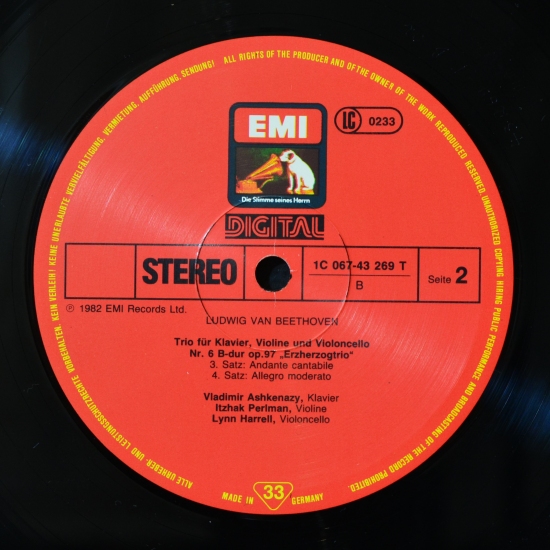 ALL RIGHTS OF THE PRODUCER AND OF THE OWNER OF THE WORK REPRODUCED RESERVED. UNAUTHORIZED COPYING HIRING PUBLIC PERFORMANCE AND BROADCASTING OF THE RECORD PROHIBITED.
ALLE URHEBER- UND LEISTUNGSSCHUTZRECHTE VORBEHALTEN. KEIN VERLEIH! KEINE UNERLAUBTE VERVIELFÄLTIGUNG, VERMIETUNG, AUFFÜHRUNG, SENDUNG!
EMI
LC 0233
Die Stimme seines Herrn
DIGITAL
STEREO
1C 067-43 269 T
B
Seite 2
℗ 1982 EMI Records Ltd.
LUDWIG VAN BEETHOVEN
Trio für Klavier, Violine und Violoncello
Nr. 6 B-dur op.97 „Erzherzogtrio“
3. Satz: Andante cantabile
4. Satz: Allegro moderato
Vladimir Ashkenazy, Klavier
Itzhak Perlman, Violine
Lynn Harrell, Violoncello
MADE IN 33 GERMANY